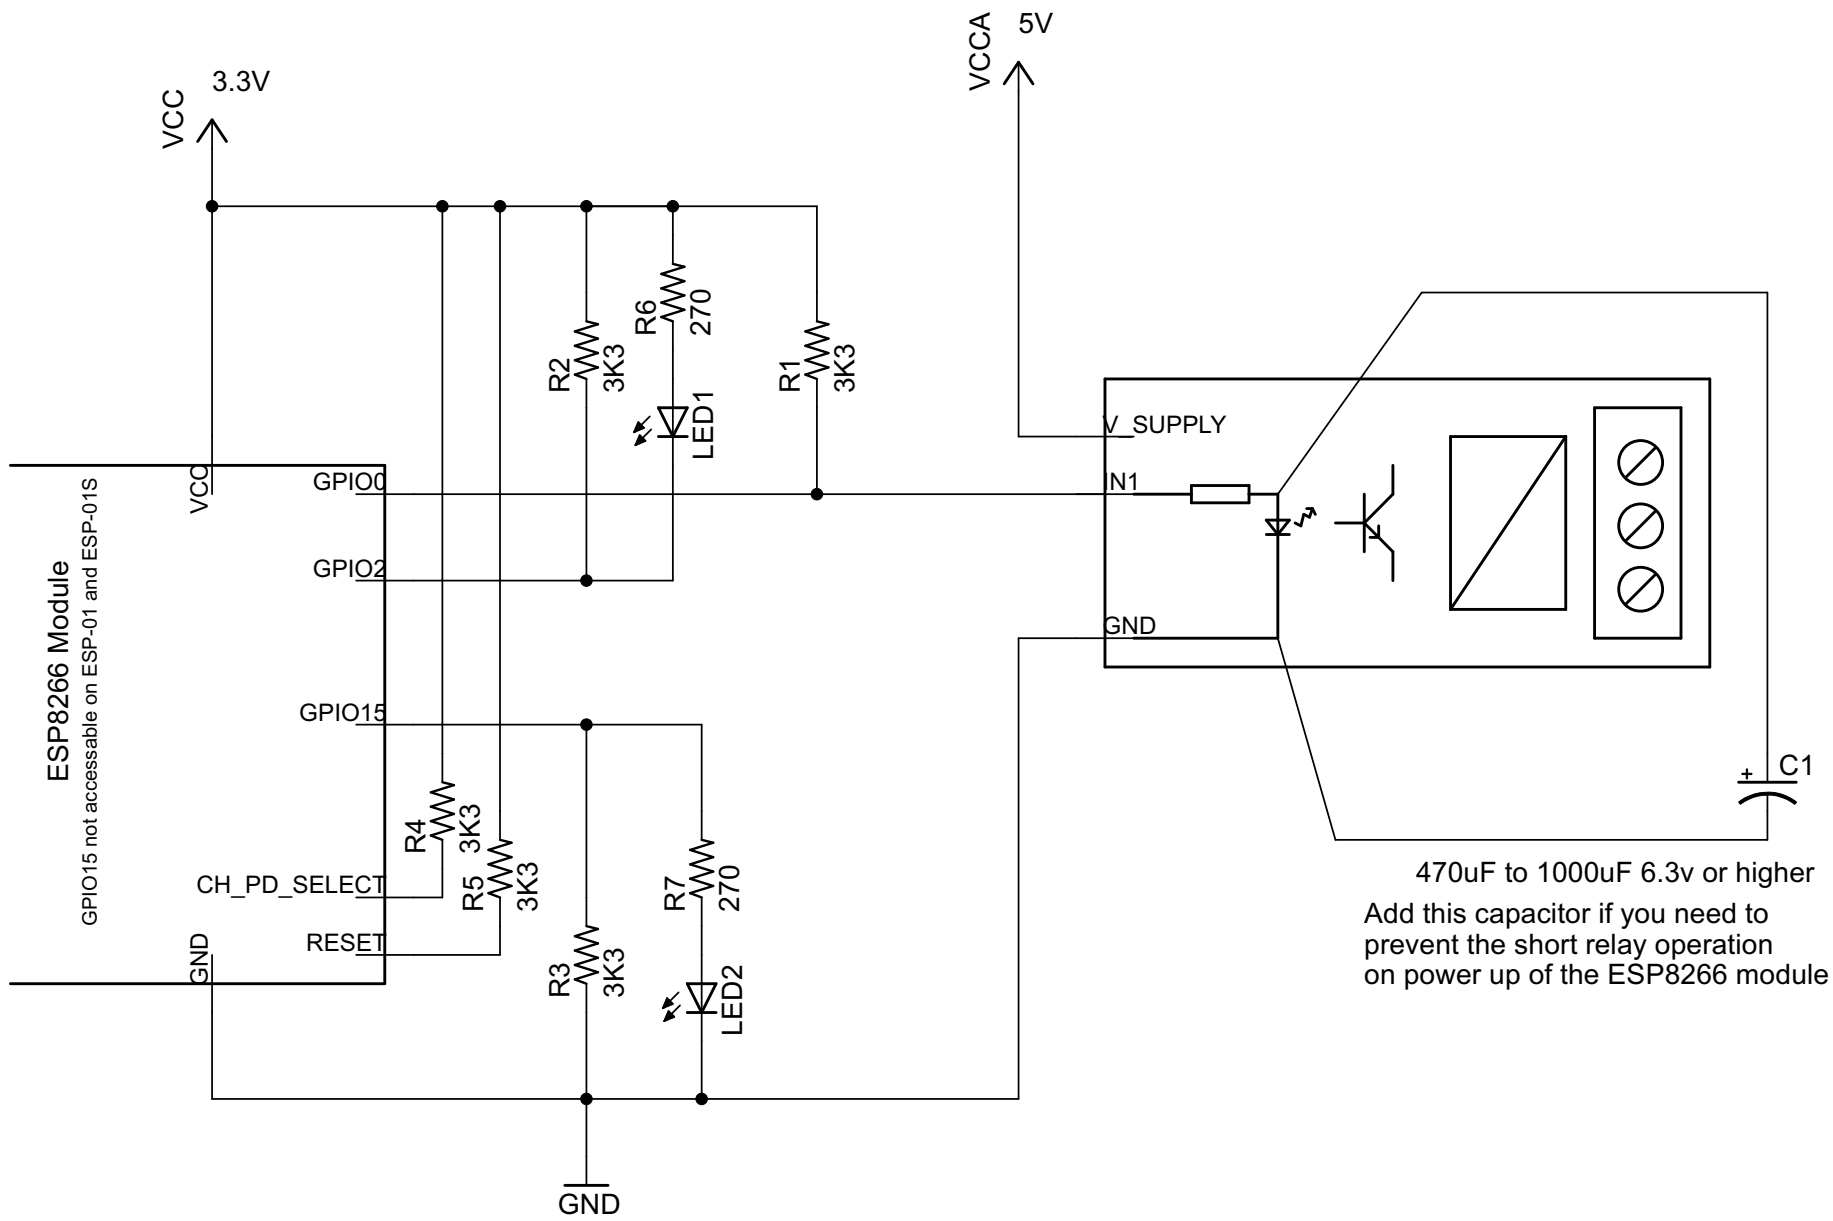 VCCA
5V
VCC
3.3V
R6
270
R2
3K3
R1
3K3
LED1
V_SUPPLY
IN1
GND
VCC
GPIO0
GPIO2
GPIO15
ESP8266 Module
GPIO15 not accessable on ESP-01 and ESP-01S
CH_PD_SELECT
RESET
GND
R4
3K3
R5
3K3
R7
270
R3
3K3
LED2
GND
+
C1
470uF to 1000uF 6.3v or higher
Add this capacitor if you need to
prevent the short relay operation
on power up of the ESP8266 module